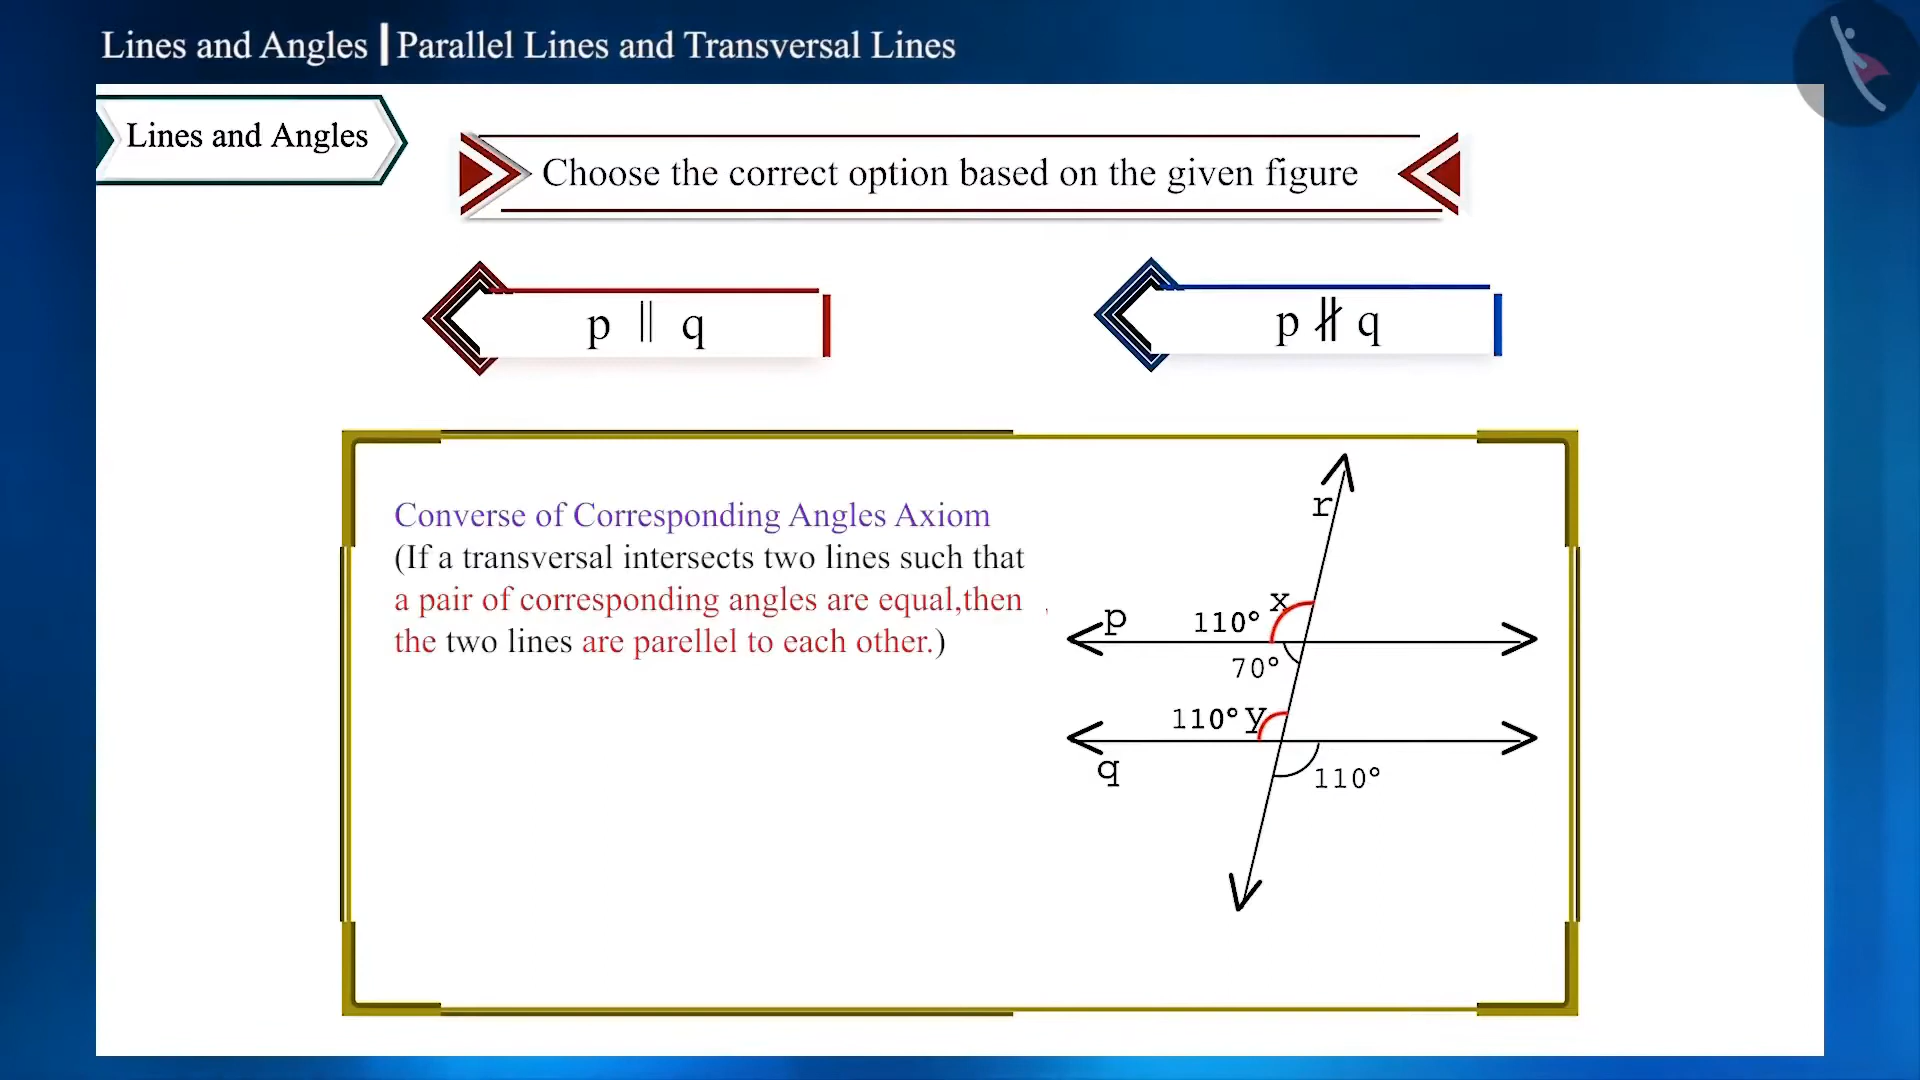 Lines and Angles | Parallel Lines and Transversal Lines
Lines and Angles
Choose the correct option based on the given figure
p ∥ q
p ∦ q
Converse of Corresponding Angles Axiom
(If a transversal intersects two lines such that
a pair of corresponding angles are equal,then
the two lines are parellel to each other.)
r
x
p
110°
70°
110°
y
q
110°